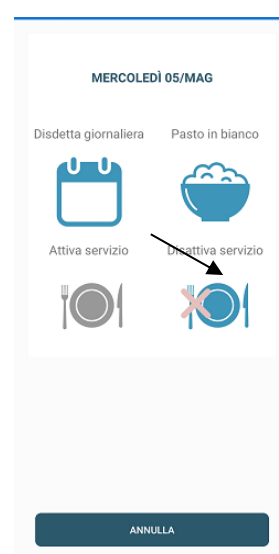 MERCOLEDÌ 05/MAG
Disdetta giornaliera Pasto in bianco
Attiva servizio Disattiva servizio
ANNULLA